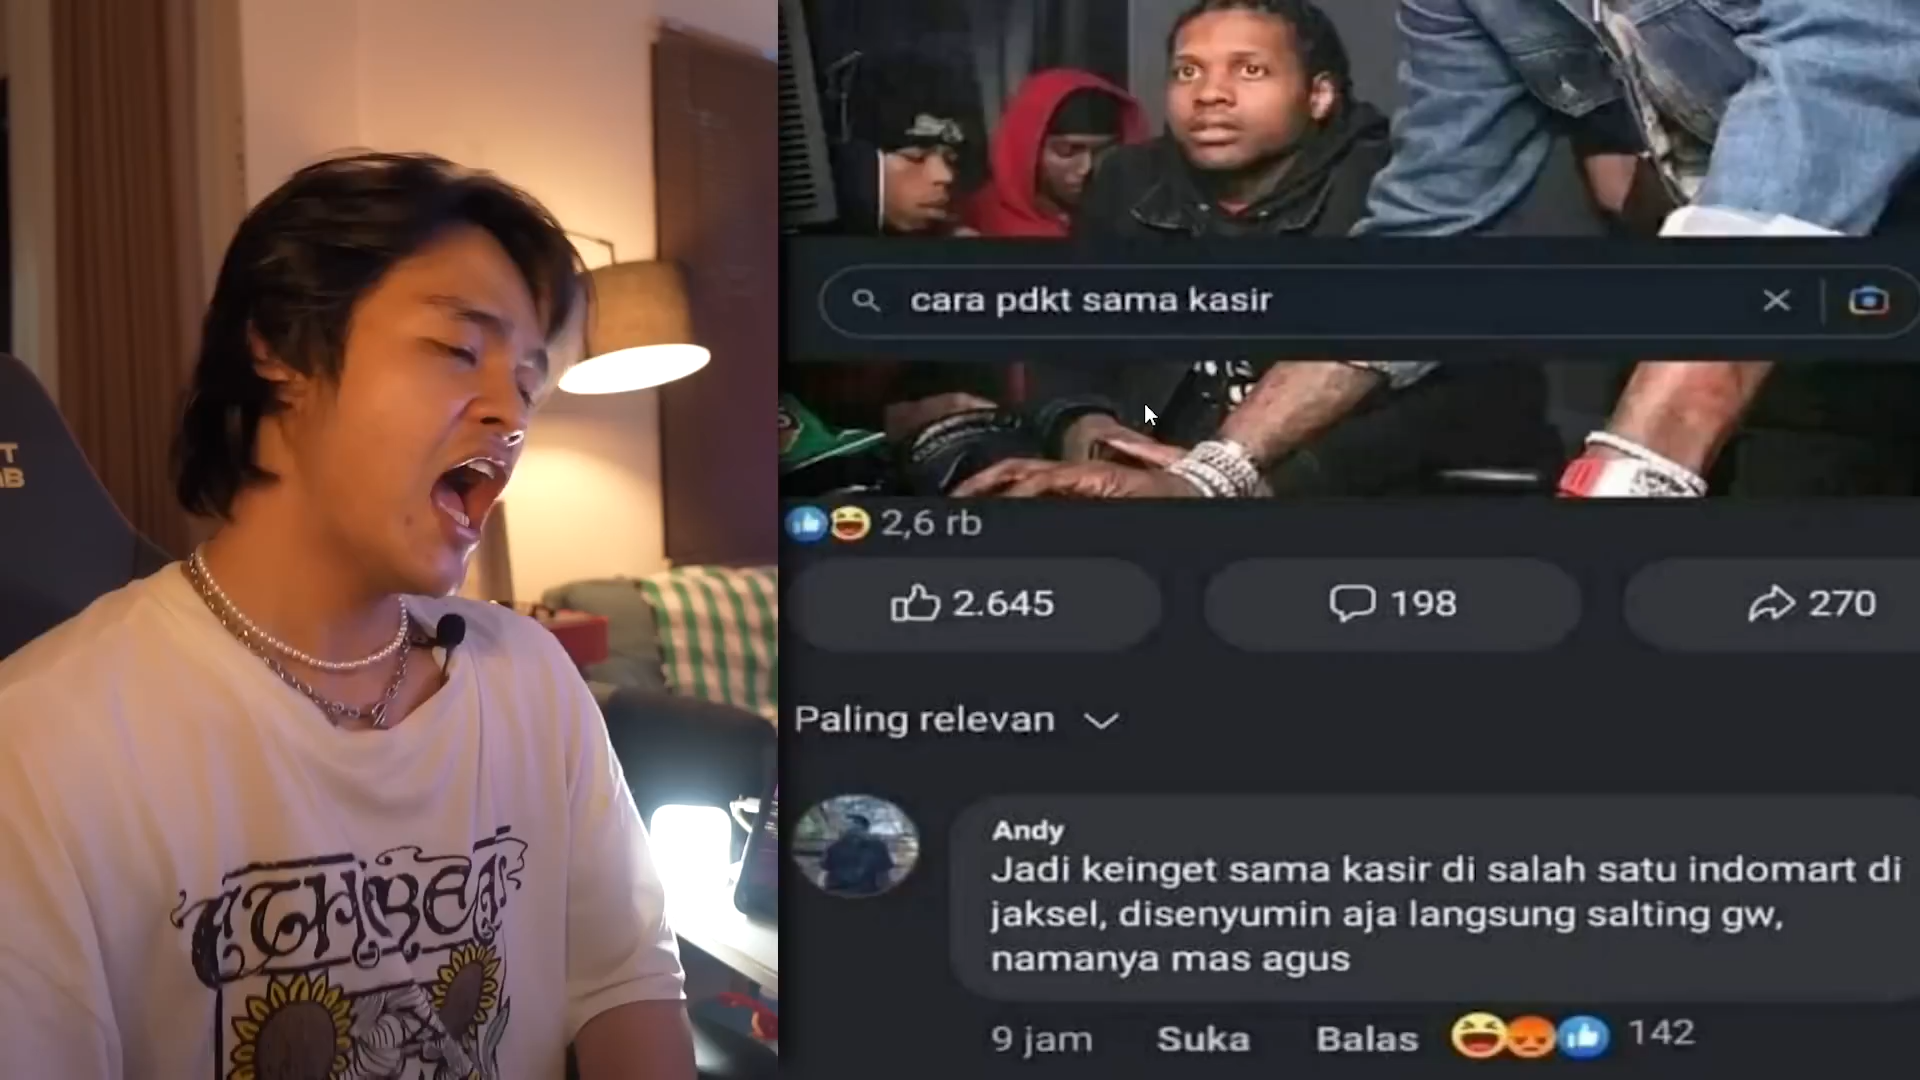 cara pdkt sama kasir
2,6 rb
2.645
198
270
Paling relevan
Andy
Jadi keinget sama kasir di salah satu indomart di
jaksel, disenyumin aja langsung salting gw,
namanya mas agus
9 jam Suka Balas 142